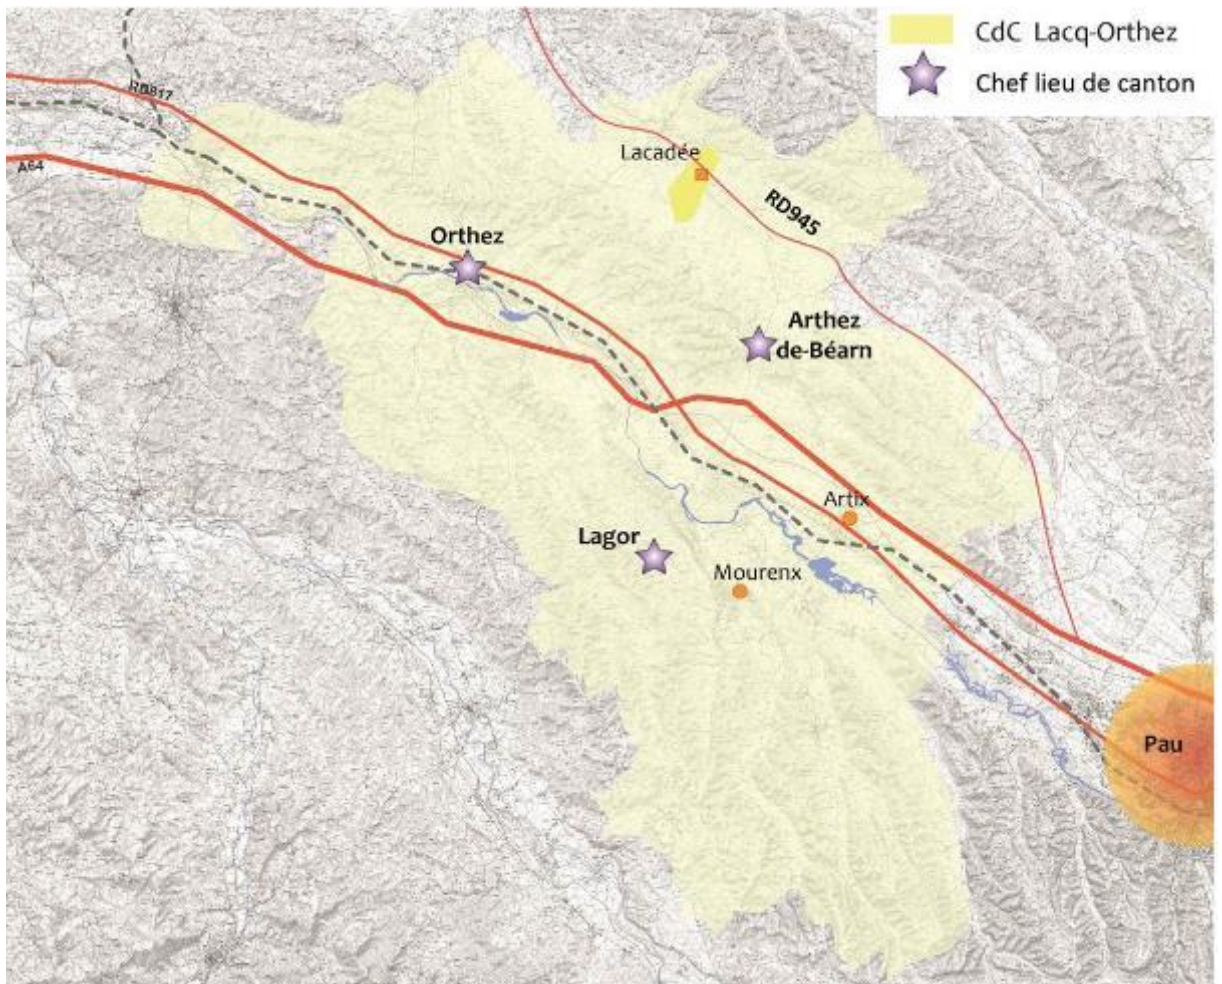 CdC Lacq-Orthez
Chef lieu de canton
RD817
A64
Lacadée
RD945
Orthez
Arthez
de-Béarn
Artix
Lagor
Mourenx
Pau